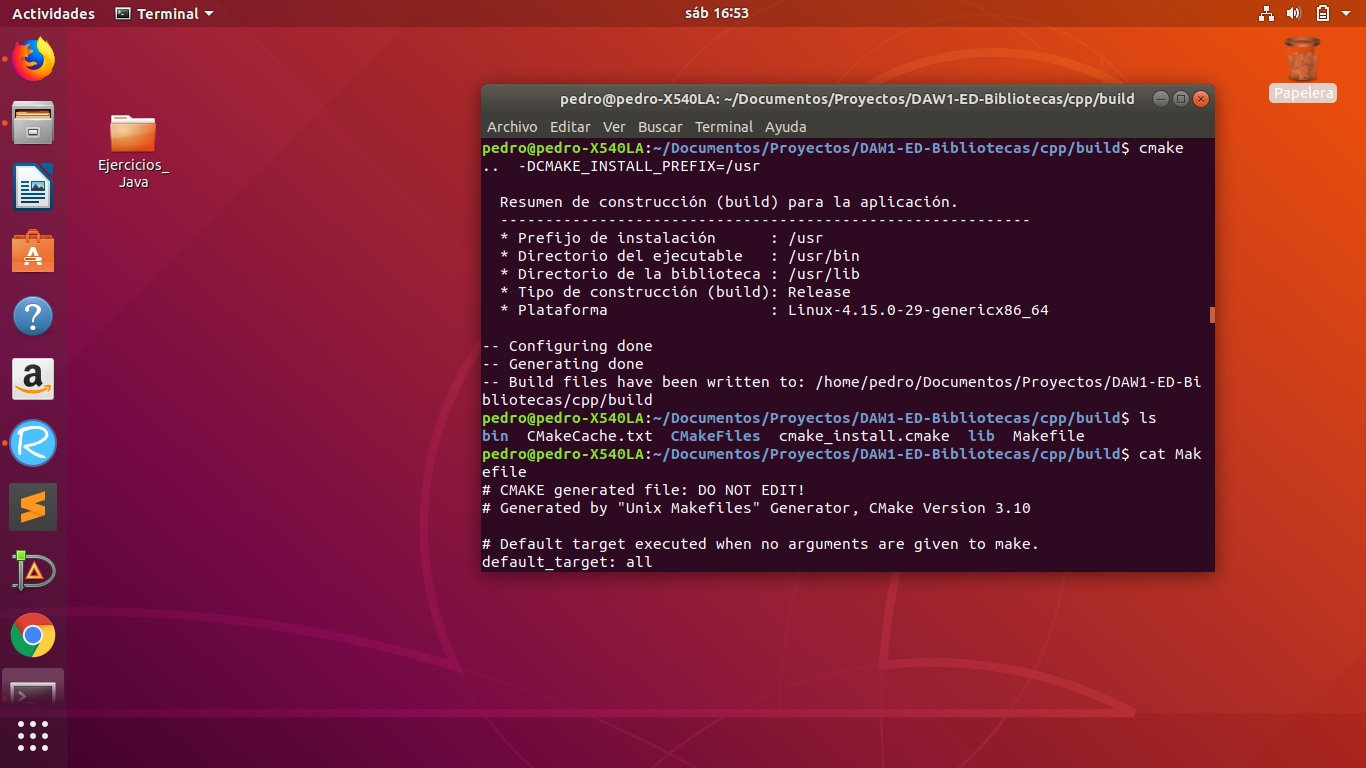 Actividades Terminal sáb 16:53
Papelera
Ejercicios_
Java
pedro@pedro-X540LA: ~/Documentos/Proyectos/DAW1-ED-Bibliotecas/cpp/build
Archivo Editar Ver Buscar Terminal Ayuda
pedro@pedro-X540LA:~/Documentos/Proyectos/DAW1-ED-Bibliotecas/cpp/build$ cmake
..  -DCMAKE_INSTALL_PREFIX=/usr
  Resumen de construcción (build) para la aplicación.
  -----------------------------------------------------------
  * Prefijo de instalación      : /usr
  * Directorio del ejecutable   : /usr/bin
  * Directorio de la biblioteca : /usr/lib
  * Tipo de construcción (build): Release
  * Plataforma                  : Linux-4.15.0-29-genericx86_64
-- Configuring done
-- Generating done
-- Build files have been written to: /home/pedro/Documentos/Proyectos/DAW1-ED-Bi
bliotecas/cpp/build
pedro@pedro-X540LA:~/Documentos/Proyectos/DAW1-ED-Bibliotecas/cpp/build$ ls
bin  CMakeCache.txt  CMakeFiles  cmake_install.cmake  lib  Makefile
pedro@pedro-X540LA:~/Documentos/Proyectos/DAW1-ED-Bibliotecas/cpp/build$ cat Mak
efile
# CMAKE generated file: DO NOT EDIT!
# Generated by "Unix Makefiles" Generator, CMake Version 3.10
# Default target executed when no arguments are given to make.
default_target: all